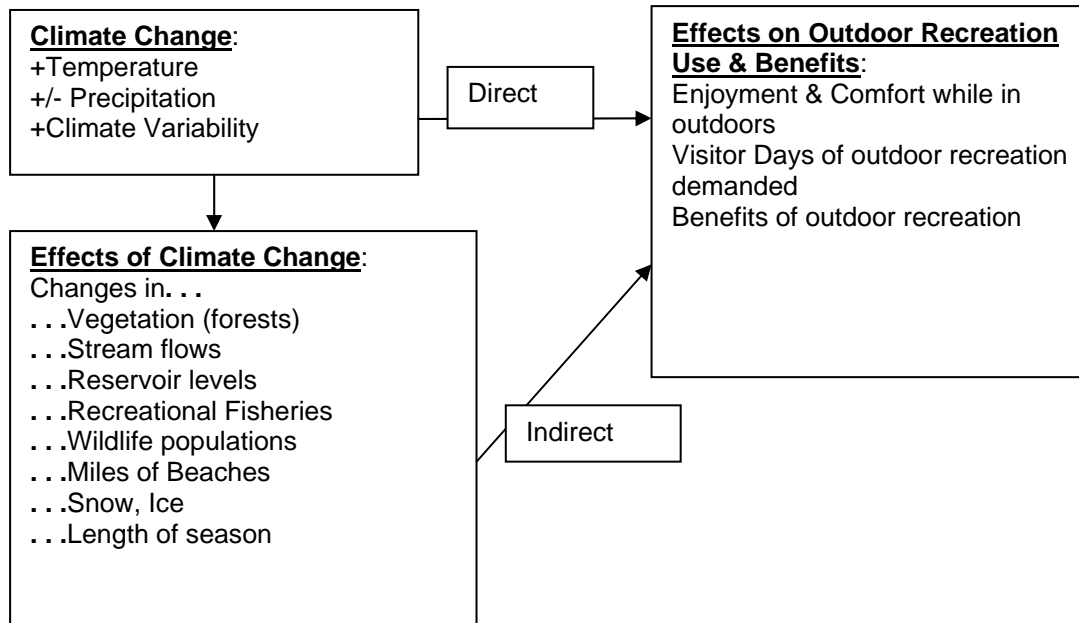 Climate Change:
+Temperature
+/- Precipitation
+Climate Variability
Direct
Effects on Outdoor Recreation
Use & Benefits:
Enjoyment & Comfort while in
outdoors
Visitor Days of outdoor recreation
demanded
Benefits of outdoor recreation
Effects of Climate Change:
Changes in. . .
. . .Vegetation (forests)
. . .Stream flows
. . .Reservoir levels
. . .Recreational Fisheries
. . .Wildlife populations
. . .Miles of Beaches
. . .Snow, Ice
. . .Length of season
Indirect